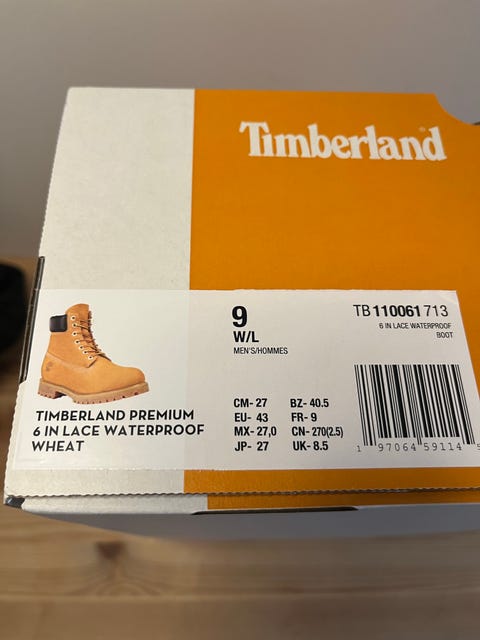 Timberland®
9
W/L
MEN'S/HOMMES
TB 110061 713
6 IN LACE WATERPROOF
BOOT
TIMBERLAND PREMIUM
6 IN LACE WATERPROOF
WHEAT
CM- 27 BZ- 40.5
EU- 43 FR- 9
MX- 27,0 CN- 270(2.5)
JP- 27 UK- 8.5
1 97064 59114